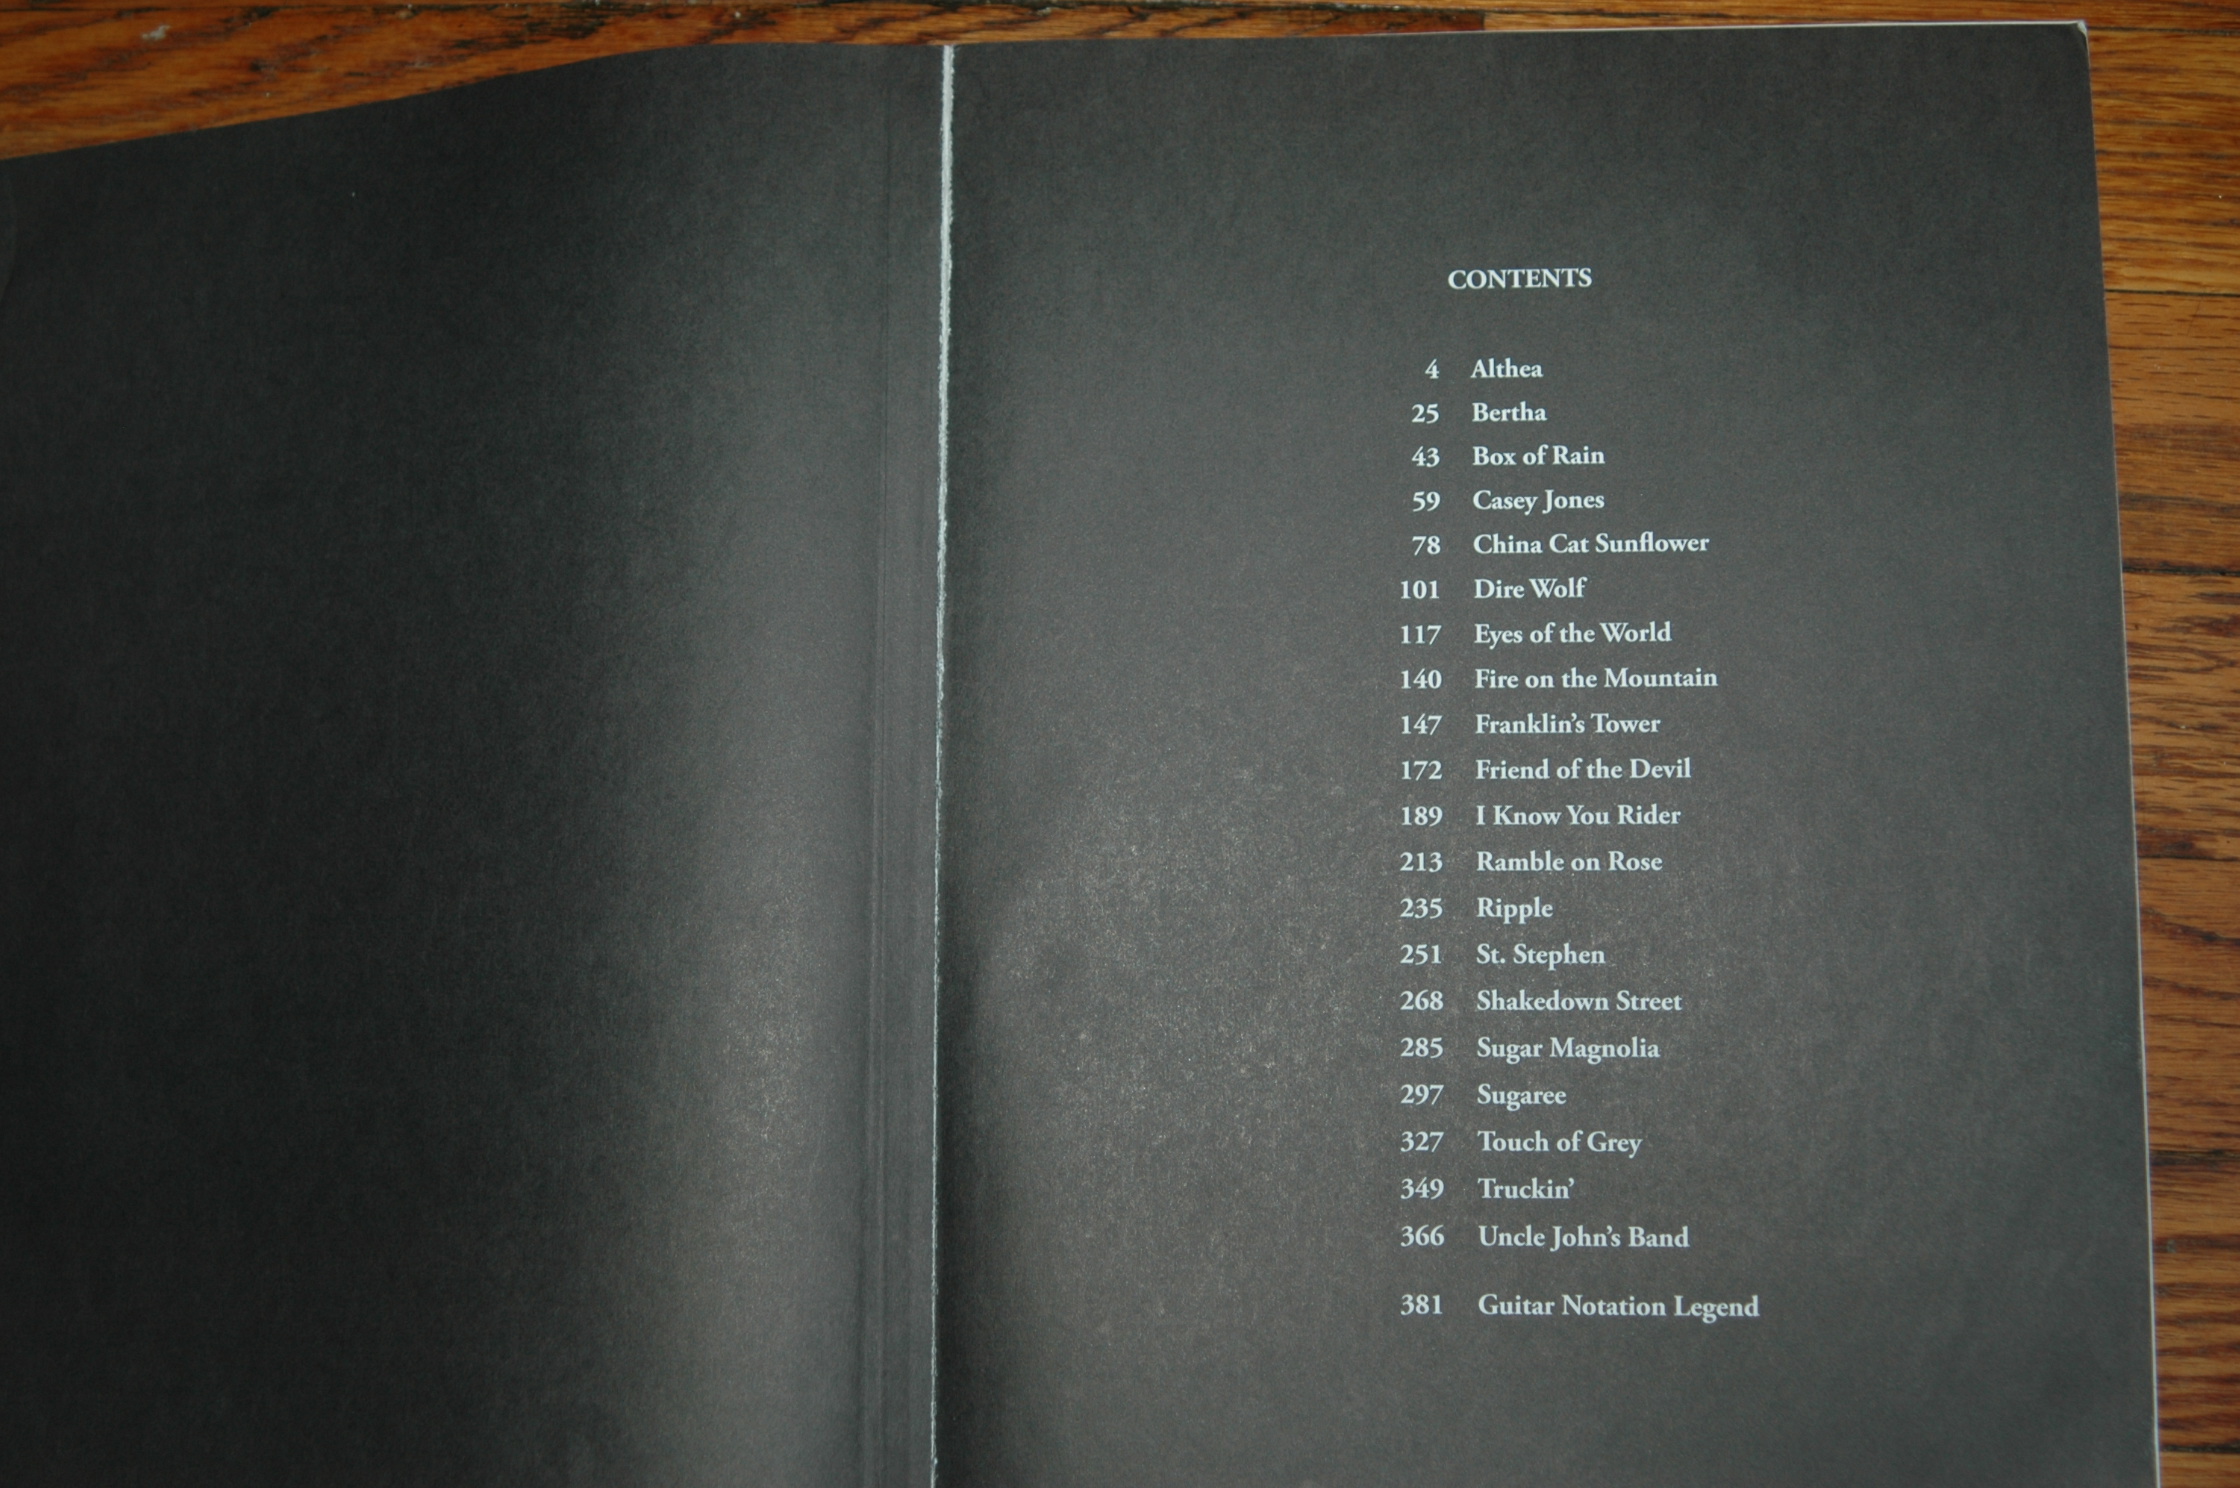 CONTENTS
4 Althea
25 Bertha
43 Box of Rain
59 Casey Jones
78 China Cat Sunflower
101 Dire Wolf
117 Eyes of the World
140 Fire on the Mountain
147 Franklin’s Tower
172 Friend of the Devil
189 I Know You Rider
213 Ramble on Rose
235 Ripple
251 St. Stephen
268 Shakedown Street
285 Sugar Magnolia
297 Sugaree
327 Touch of Grey
349 Truckin’
366 Uncle John’s Band
381 Guitar Notation Legend